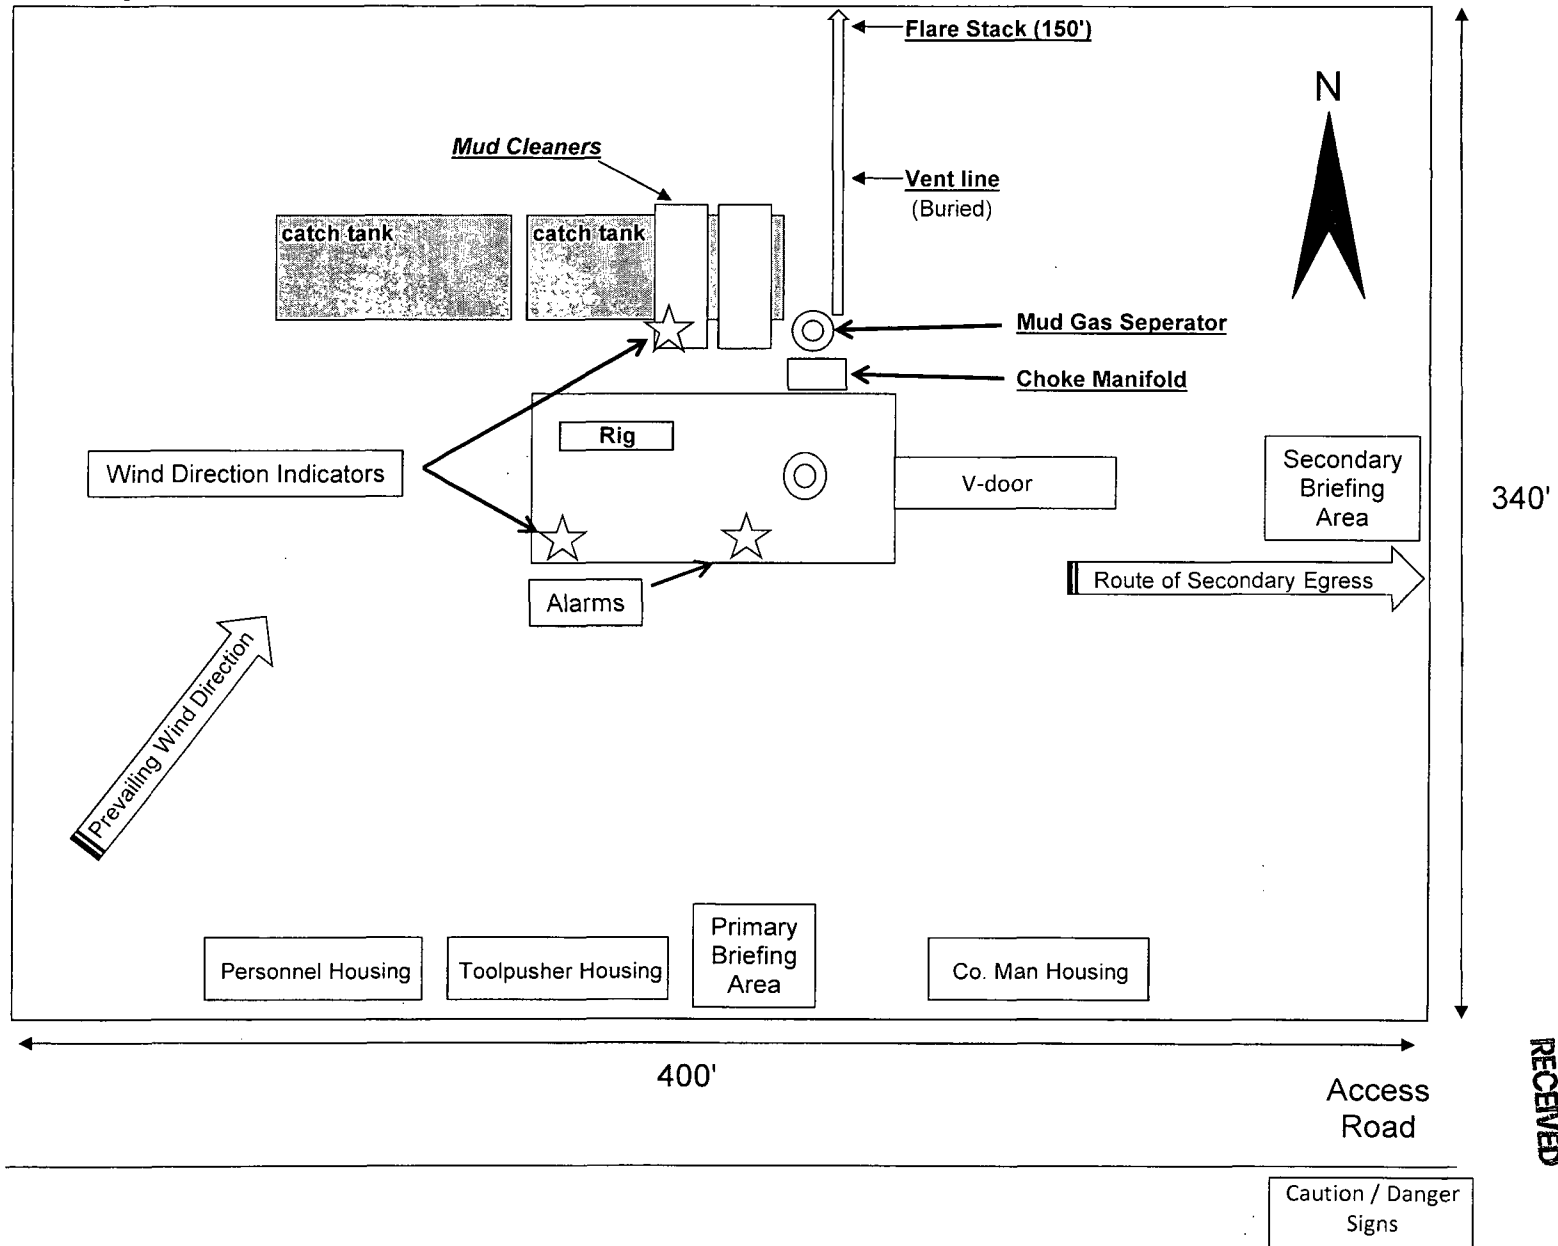 Flare Stack (150')
N
Mud Cleaners
Vent line
(Buried)
catch tank
catch tank
Mud Gas Seperator
Choke Manifold
Rig
Wind Direction Indicators
V-door
Secondary
Briefing
Area
340'
Route of Secondary Egress
Alarms
Prevailing Wind Direction
Primary
Briefing
Area
Personnel Housing
Toolpusher Housing
Co. Man Housing
400'
Access
Road
RECEIVED
Caution / Danger
Signs